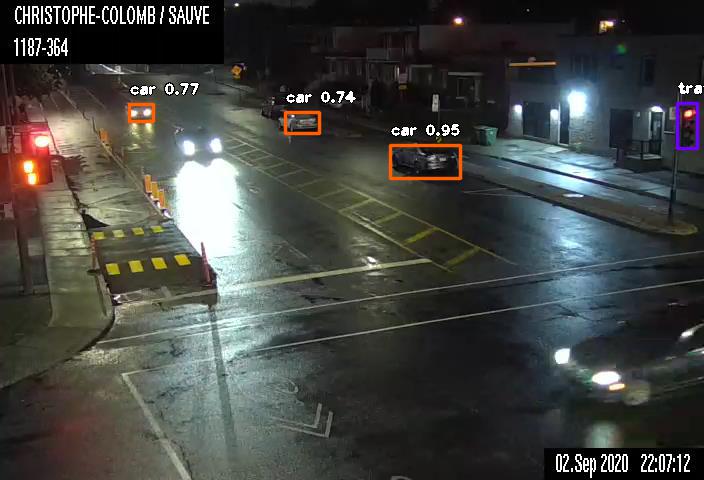 CHRISTOPHE-COLOMB / SAUVE
1187-364
car 0.77
car 0.74
car 0.95
tra
02.Sep 2020 22:07:12